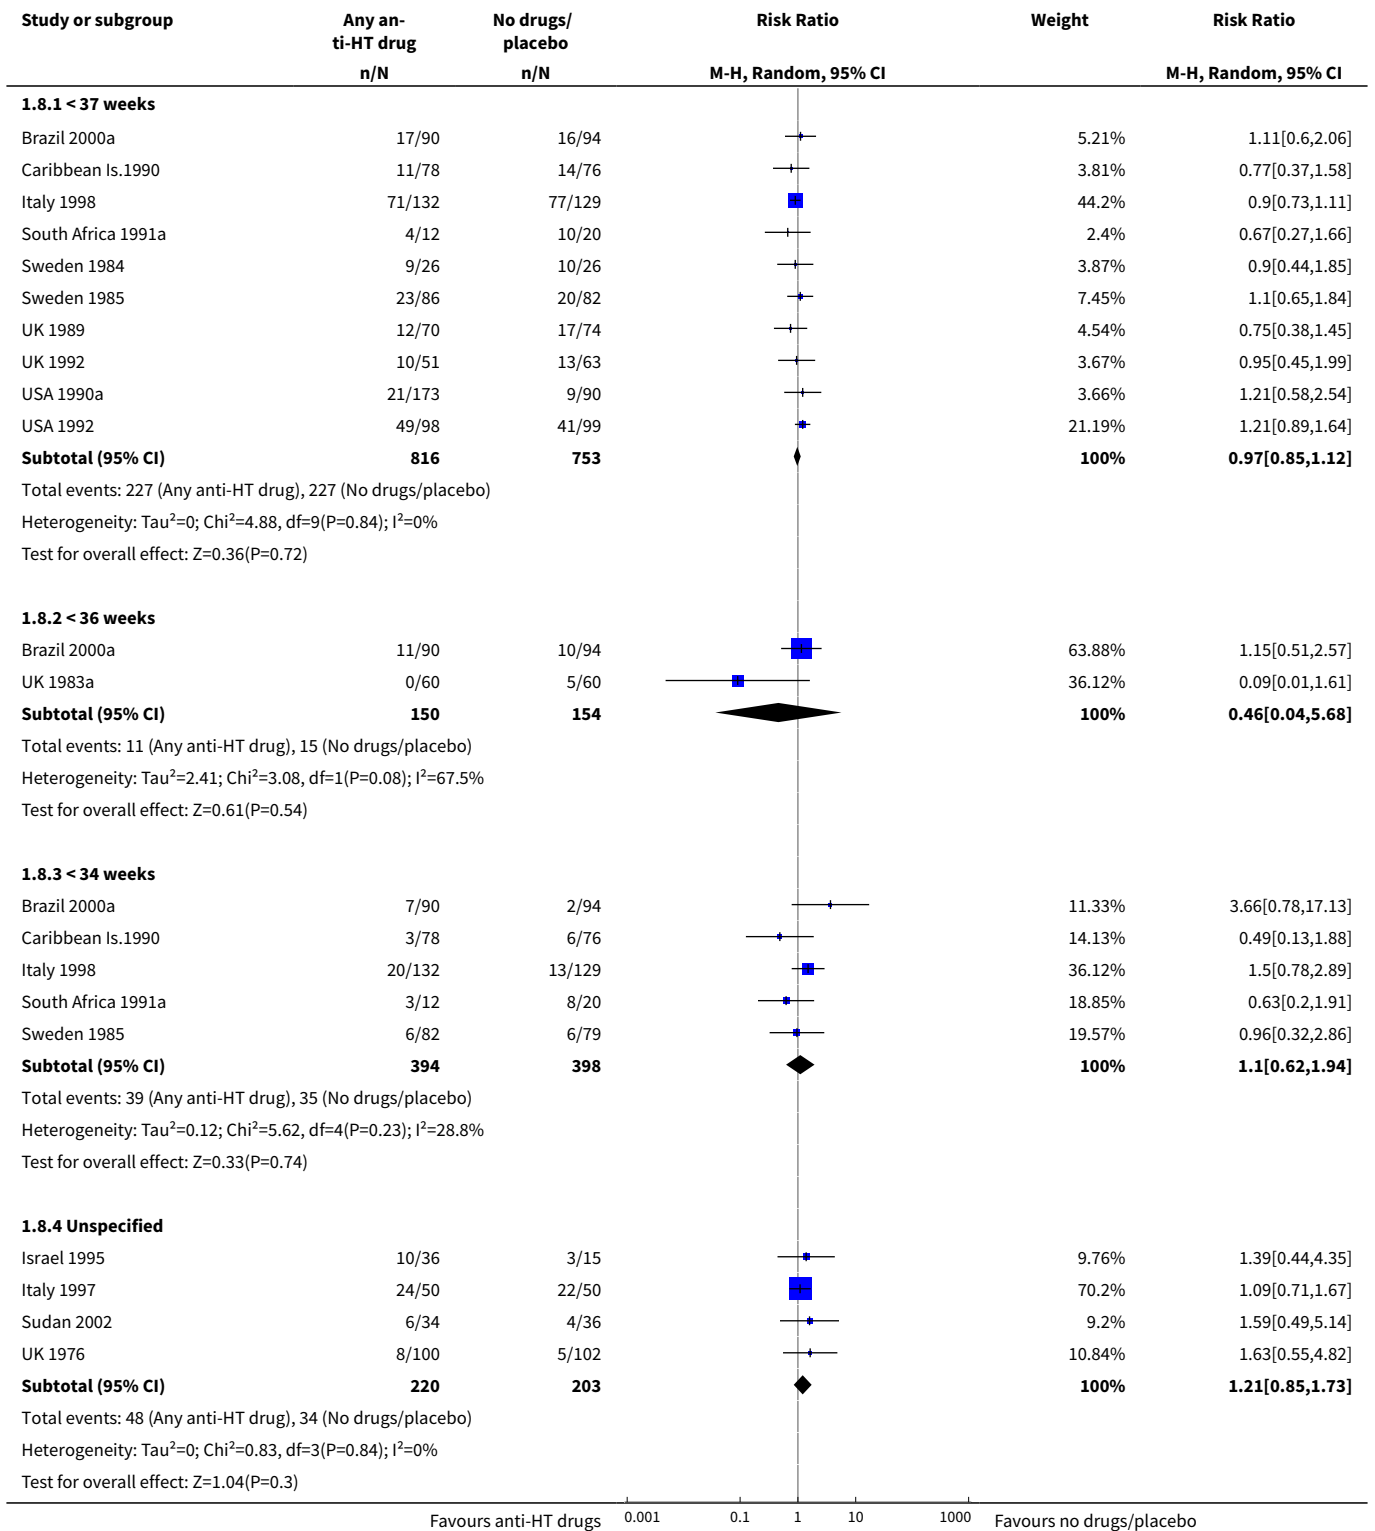 Study or subgroup Any an- No drugs/ Risk Ratio Weight Risk Ratio
ti-HT drug placebo
n/N n/N M-H, Random, 95% CI M-H, Random, 95% CI
1.8.1 < 37 weeks
Brazil 2000a 17/90 16/94 5.21% 1.11[0.6,2.06]
Caribbean Is.1990 11/78 14/76 3.81% 0.77[0.37,1.58]
Italy 1998 71/132 77/129 44.2% 0.9[0.73,1.11]
South Africa 1991a 4/12 10/20 2.4% 0.67[0.27,1.66]
Sweden 1984 9/26 10/26 3.87% 0.9[0.44,1.85]
Sweden 1985 23/86 20/82 7.45% 1.1[0.65,1.84]
UK 1989 12/70 17/74 4.54% 0.75[0.38,1.45]
UK 1992 10/51 13/63 3.67% 0.95[0.45,1.99]
USA 1990a 21/173 9/90 3.66% 1.21[0.58,2.54]
USA 1992 49/98 41/99 21.19% 1.21[0.89,1.64]
Subtotal (95% CI) 816 753 100% 0.97[0.85,1.12]
Total events: 227 (Any anti-HT drug), 227 (No drugs/placebo)
Heterogeneity: Tau²=0; Chi²=4.88, df=9(P=0.84); I²=0%
Test for overall effect: Z=0.36(P=0.72)
1.8.2 < 36 weeks
Brazil 2000a 11/90 10/94 63.88% 1.15[0.51,2.57]
UK 1983a 0/60 5/60 36.12% 0.09[0.01,1.61]
Subtotal (95% CI) 150 154 100% 0.46[0.04,5.68]
Total events: 11 (Any anti-HT drug), 15 (No drugs/placebo)
Heterogeneity: Tau²=2.41; Chi²=3.08, df=1(P=0.08); I²=67.5%
Test for overall effect: Z=0.61(P=0.54)
1.8.3 < 34 weeks
Brazil 2000a 7/90 2/94 11.33% 3.66[0.78,17.13]
Caribbean Is.1990 3/78 6/76 14.13% 0.49[0.13,1.88]
Italy 1998 20/132 13/129 36.12% 1.5[0.78,2.89]
South Africa 1991a 3/12 8/20 18.85% 0.63[0.2,1.91]
Sweden 1985 6/82 6/79 19.57% 0.96[0.32,2.86]
Subtotal (95% CI) 394 398 100% 1.1[0.62,1.94]
Total events: 39 (Any anti-HT drug), 35 (No drugs/placebo)
Heterogeneity: Tau²=0.12; Chi²=5.62, df=4(P=0.23); I²=28.8%
Test for overall effect: Z=0.33(P=0.74)
1.8.4 Unspecified
Israel 1995 10/36 3/15 9.76% 1.39[0.44,4.35]
Italy 1997 24/50 22/50 70.2% 1.09[0.71,1.67]
Sudan 2002 6/34 4/36 9.2% 1.59[0.49,5.14]
UK 1976 8/100 5/102 10.84% 1.63[0.55,4.82]
Subtotal (95% CI) 220 203 100% 1.21[0.85,1.73]
Total events: 48 (Any anti-HT drug), 34 (No drugs/placebo)
Heterogeneity: Tau²=0; Chi²=0.83, df=3(P=0.84); I²=0%
Test for overall effect: Z=1.04(P=0.3)
Favours anti-HT drugs 0.001 0.1 1 10 1000 Favours no drugs/placebo